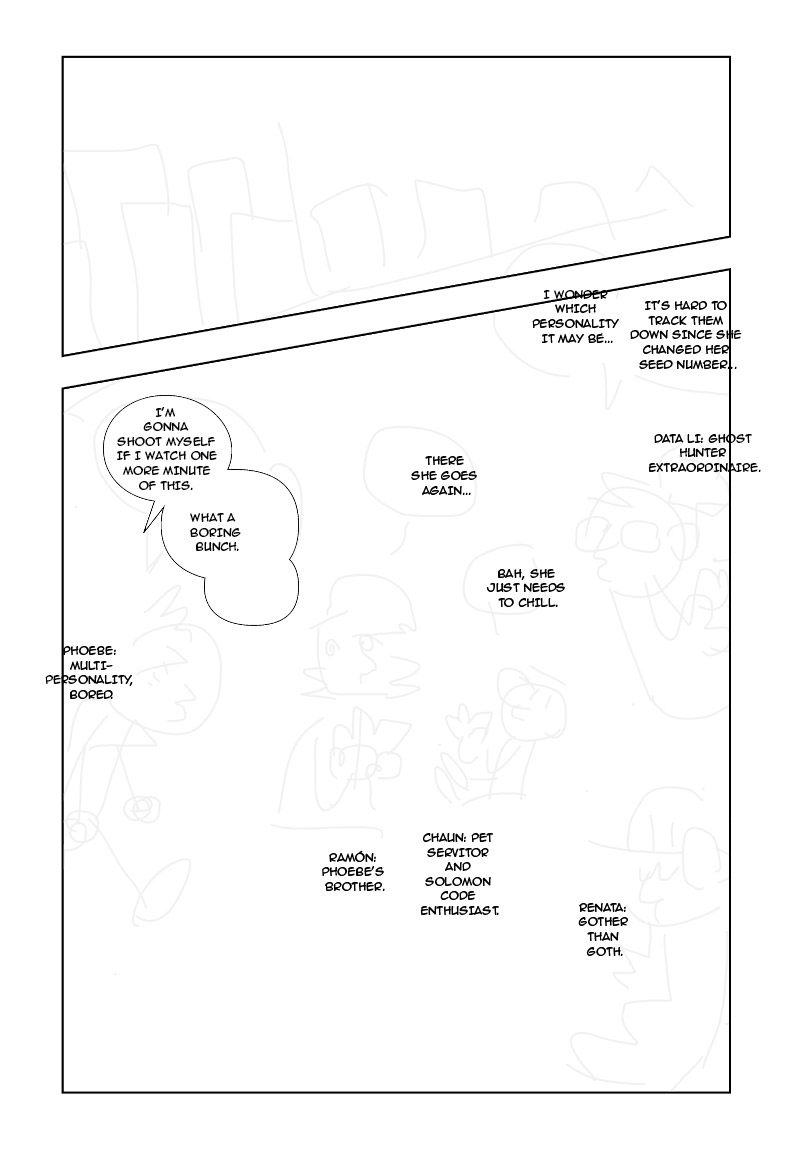 I WONDER
WHICH
PERSONALITY
IT MAY BE...
IT'S HARD TO
TRACK THEM
DOWN SINCE SHE
CHANGED HER
SEED NUMBER...
I'M
GONNA
SHOOT MYSELF
IF I WATCH ONE
MORE MINUTE
OF THIS.
WHAT A
BORING
BUNCH.
THERE
SHE GOES
AGAIN...
DATA LI: GHOST
HUNTER
EXTRAORDINAIRE.
BAH, SHE
JUST NEEDS
TO CHILL.
PHOEBE:
MULTI-
PERSONALITY,
BORED.
RAMÓN:
PHOEBE'S
BROTHER.
CHAUN: PET
SERVITOR
AND
SOLOMON
CODE
ENTHUSIAST.
RENATA:
GOTHER
THAN
GOTH.